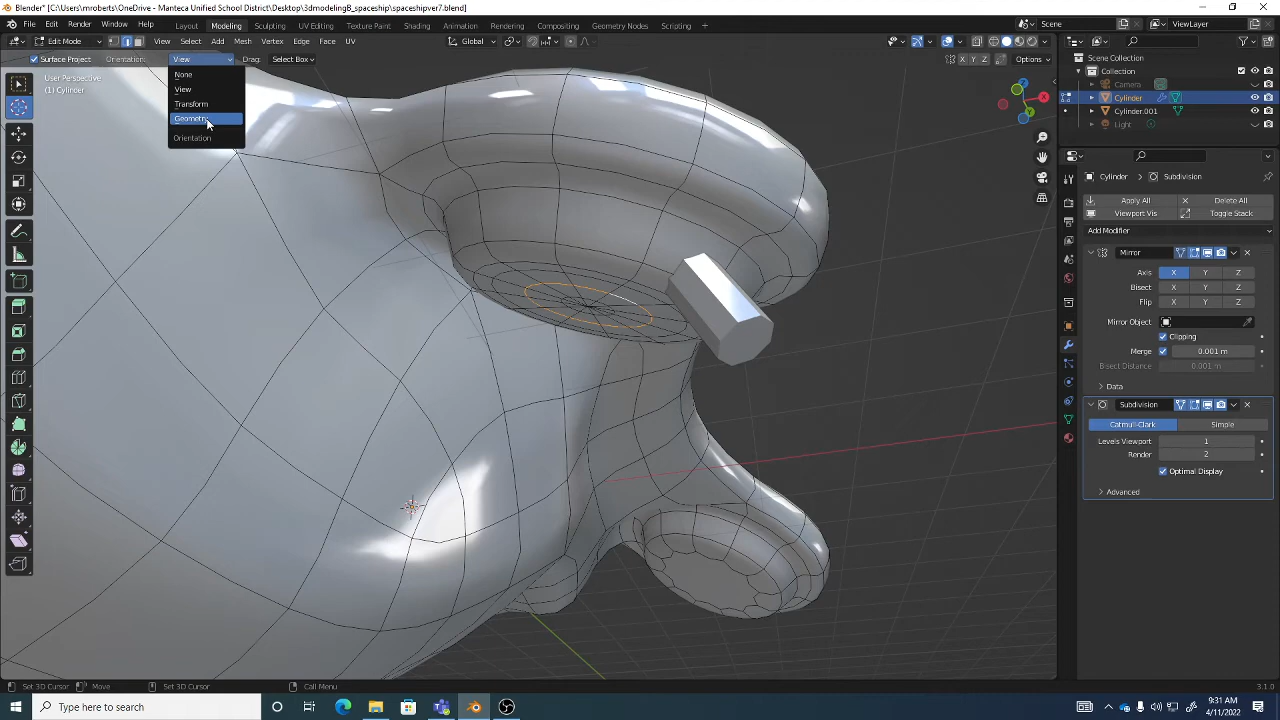 Blender* [C:\Users\mroberts\OneDrive - Manteca Unified School District\Desktop\3dmodelingB_spaceship\spaceshipver7.blend]
File Edit Render Window Help Layout Modeling Sculpting UV Editing Texture Paint Shading Animation Rendering Compositing Geometry Nodes Scripting + Scene ViewLayer
Edit Mode View Select Add Mesh Vertex Edge Face UV Global
Surface Project Orientation: View Drag: Select Box X Y Z Options
User Perspective
(1) Cylinder
None
View
Transform
Geometry
Orientation
X
Y
Z
Scene Collection
Collection
Camera
Cylinder
Cylinder.001
Light
Cylinder Subdivision
Apply All Delete All
Viewport Vis Toggle Stack
Add Modifier
Mirror
Axis X Y Z
Bisect X Y Z
Flip X Y Z
Mirror Object
Clipping
Merge 0.001 m
Bisect Distance 0.001 m
Data
Subdivision
Catmull-Clark Simple
Levels Viewport 1
Render 2
Optimal Display
Advanced
Set 3D Cursor Move Set 3D Cursor Call Menu 3.1.0
Type here to search
9:31 AM
4/11/2022